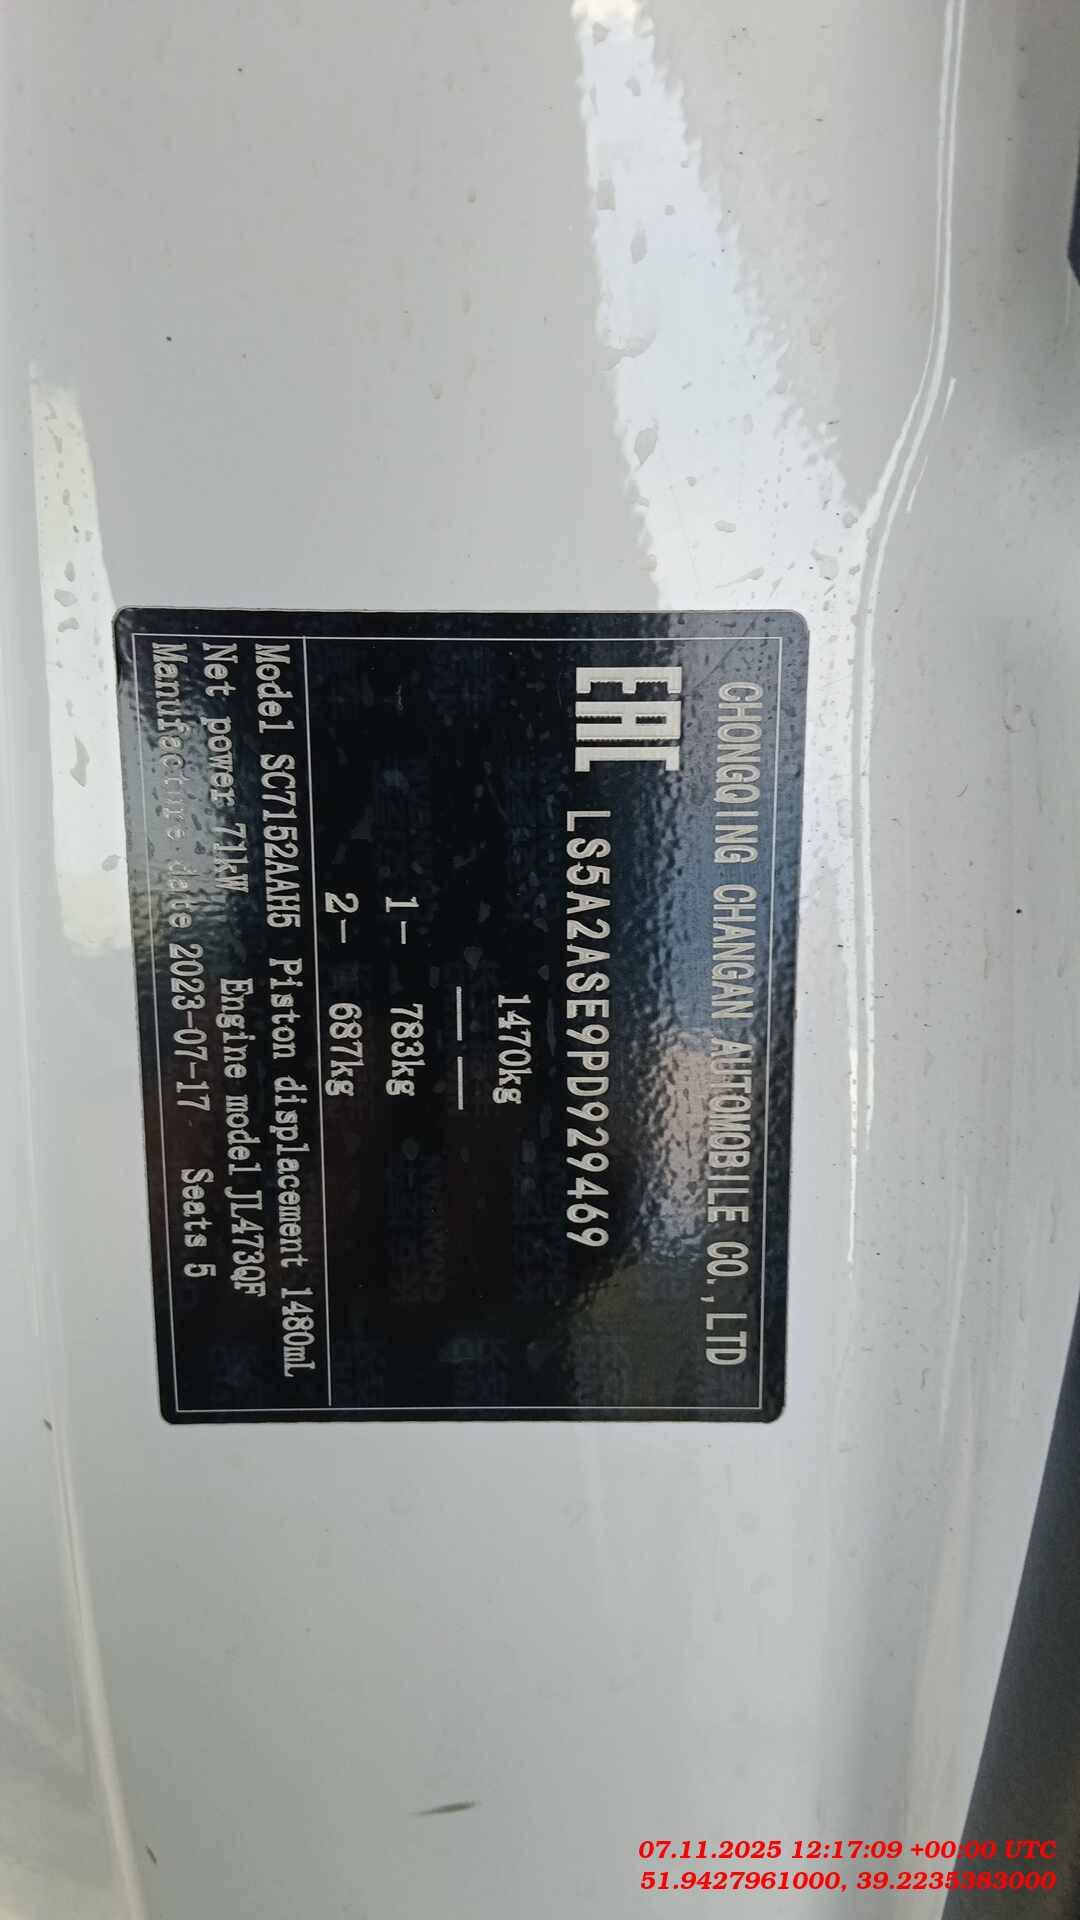 CHONGQING CHANGAN AUTOMOBILE CO., LTD
EAC LS5A2ASE9PD929469
1470kg
— —
1- 783kg
2- 687kg
Model SC7152AAH5 Piston displacement 1480mL
Net power 71kW Engine model JL473QF
Manufacture date 2023-07-17 Seats 5
07.11.2025 12:17:09 +00:00 UTC
51.9427961000, 39.2235383000